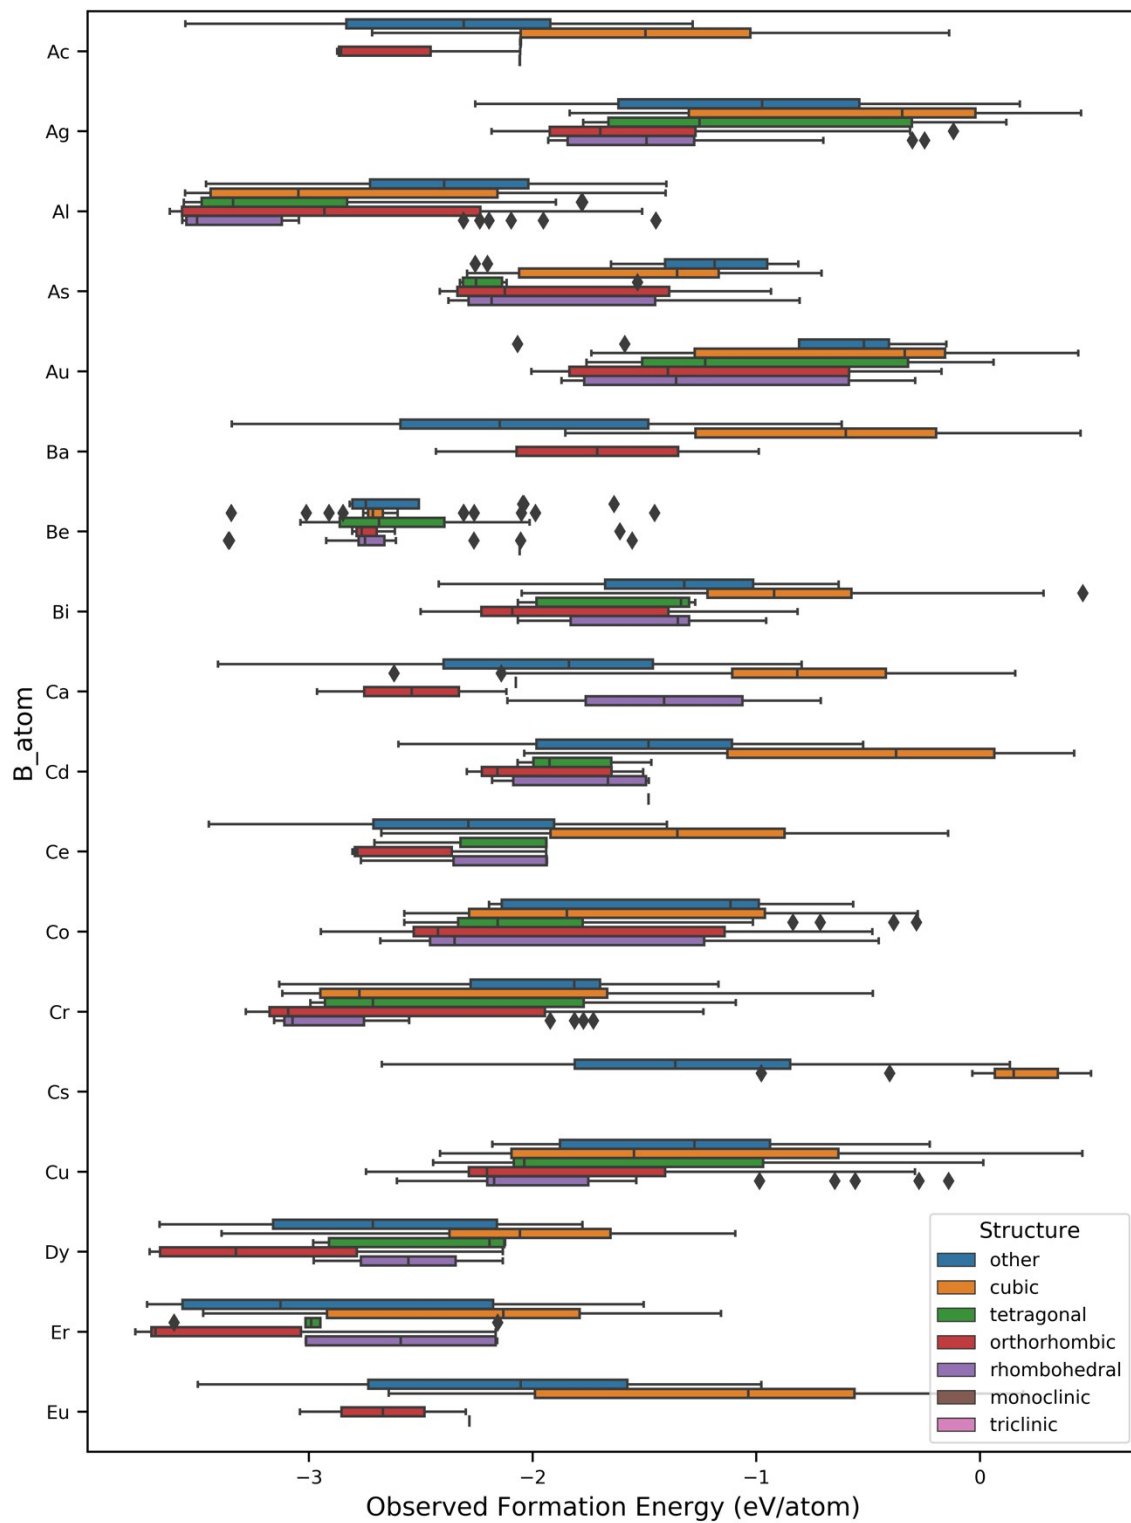 Ac
Ag
Al
As
Au
Ba
Be
Bi
Ca
Cd
Ce
Co
Cr
Cs
Cu
Dy
Er
Eu
B_atom
Structure
other
cubic
tetragonal
orthorhombic
rhombohedral
monoclinic
triclinic
−3 −2 −1 0
Observed Formation Energy (eV/atom)